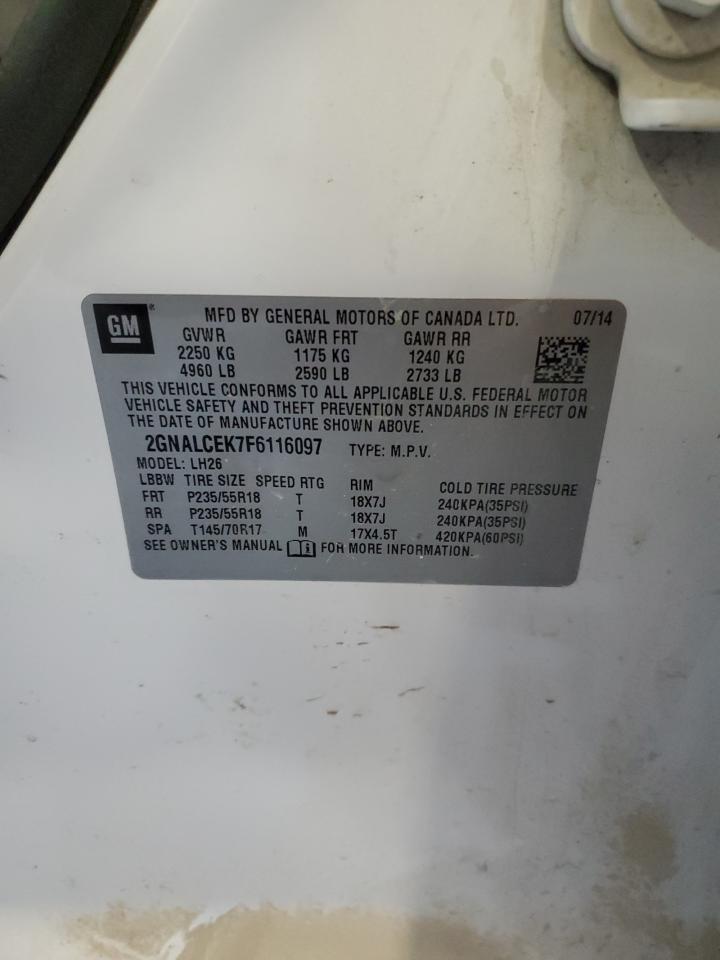 GM ® MFD BY GENERAL MOTORS OF CANADA LTD. 07/14
GVWR GAWR FRT GAWR RR
2250 KG 1175 KG 1240 KG
4960 LB 2590 LB 2733 LB
THIS VEHICLE CONFORMS TO ALL APPLICABLE U.S. FEDERAL MOTOR
VEHICLE SAFETY AND THEFT PREVENTION STANDARDS IN EFFECT ON
THE DATE OF MANUFACTURE SHOWN ABOVE.
2GNALCEK7F6116097 TYPE: M.P.V.
MODEL: LH26
LBBW TIRE SIZE SPEED RTG RIM COLD TIRE PRESSURE
FRT P235/55R18 T 18X7J 240KPA(35PSI)
RR P235/55R18 T 18X7J 240KPA(35PSI)
SPA T145/70R17 M 17X4.5T 420KPA(60PSI)
SEE OWNER'S MANUAL FOR MORE INFORMATION.